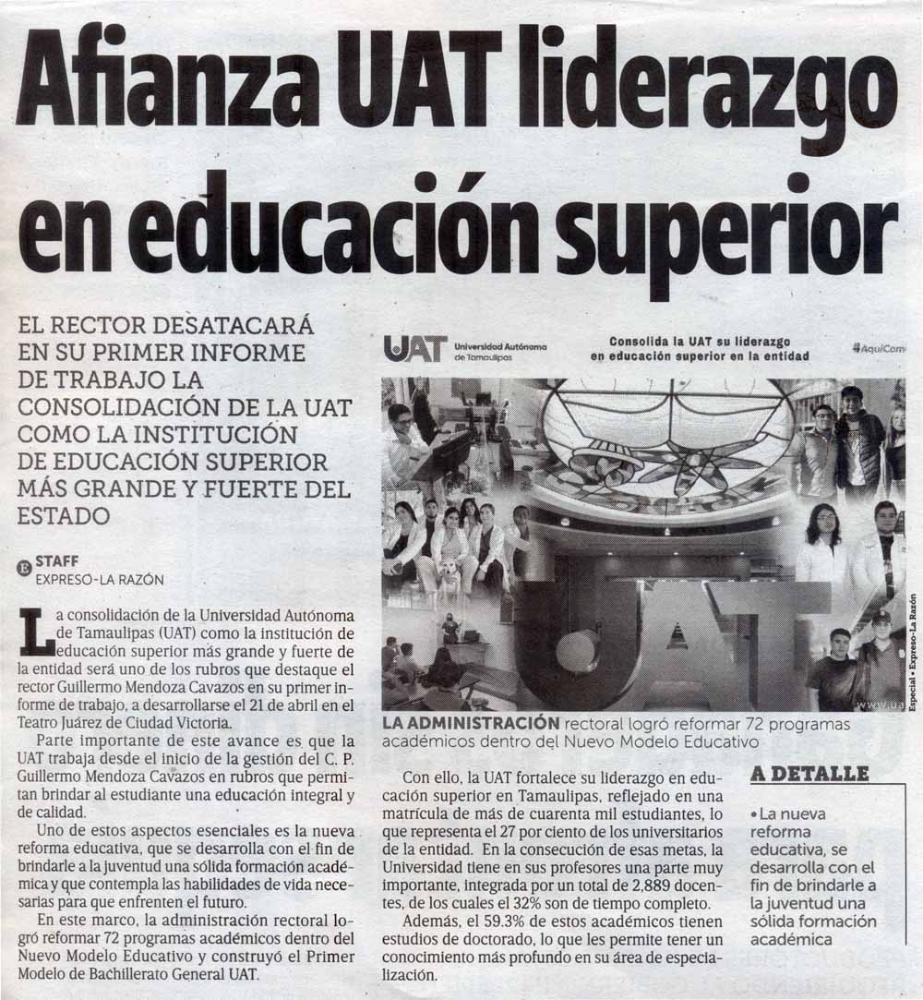 Afianza UAT liderazgo
en educación superior
EL RECTOR DESATACARÁ
EN SU PRIMER INFORME
DE TRABAJO LA
CONSOLIDACIÓN DE LA UAT
COMO LA INSTITUCIÓN
DE EDUCACIÓN SUPERIOR
MÁS GRANDE Y FUERTE DEL
ESTADO
E STAFF
EXPRESO-LA RAZÓN
La consolidación de la Universidad Autónoma
de Tamaulipas (UAT) como la institución de
educación superior más grande y fuerte de
la entidad será uno de los rubros que destaque el
rector Guillermo Mendoza Cavazos en su primer in-
forme de trabajo, a desarrollarse el 21 de abril en el
Teatro Juárez de Ciudad Victoria.
Parte importante de este avance es que la
UAT trabaja desde el inicio de la gestión del C. P.
Guillermo Mendoza Cavazos en rubros que permi-
tan brindar al estudiante una educación integral y
de calidad.
Uno de estos aspectos esenciales es la nueva
reforma educativa, que se desarrolla con el fin de
brindarle a la juventud una sólida formación acadé-
mica y que contempla las habilidades de vida nece-
sarias para que enfrenten el futuro.
En este marco, la administración rectoral lo-
gró reformar 72 programas académicos dentro del
Nuevo Modelo Educativo y construyó el Primer
Modelo de Bachillerato General UAT.
UAT Universidad Autónoma
de Tamaulipas
Consolida la UAT su liderazgo
en educación superior en la entidad
#AquiCom
UAT
www.ua
Especial • Expreso-La Razón
LA ADMINISTRACIÓN rectoral logró reformar 72 programas
académicos dentro del Nuevo Modelo Educativo
Con ello, la UAT fortalece su liderazgo en edu-
cación superior en Tamaulipas, reflejado en una
matrícula de más de cuarenta mil estudiantes, lo
que representa el 27 por ciento de los universitarios
de la entidad. En la consecución de esas metas, la
Universidad tiene en sus profesores una parte muy
importante, integrada por un total de 2,889 docen-
tes, de los cuales el 32% son de tiempo completo.
Además, el 59.3% de estos académicos tienen
estudios de doctorado, lo que les permite tener un
conocimiento más profundo en su área de especia-
lización.
A DETALLE
• La nueva
reforma
educativa, se
desarrolla con el
fin de brindarle a
la juventud una
sólida formación
académica